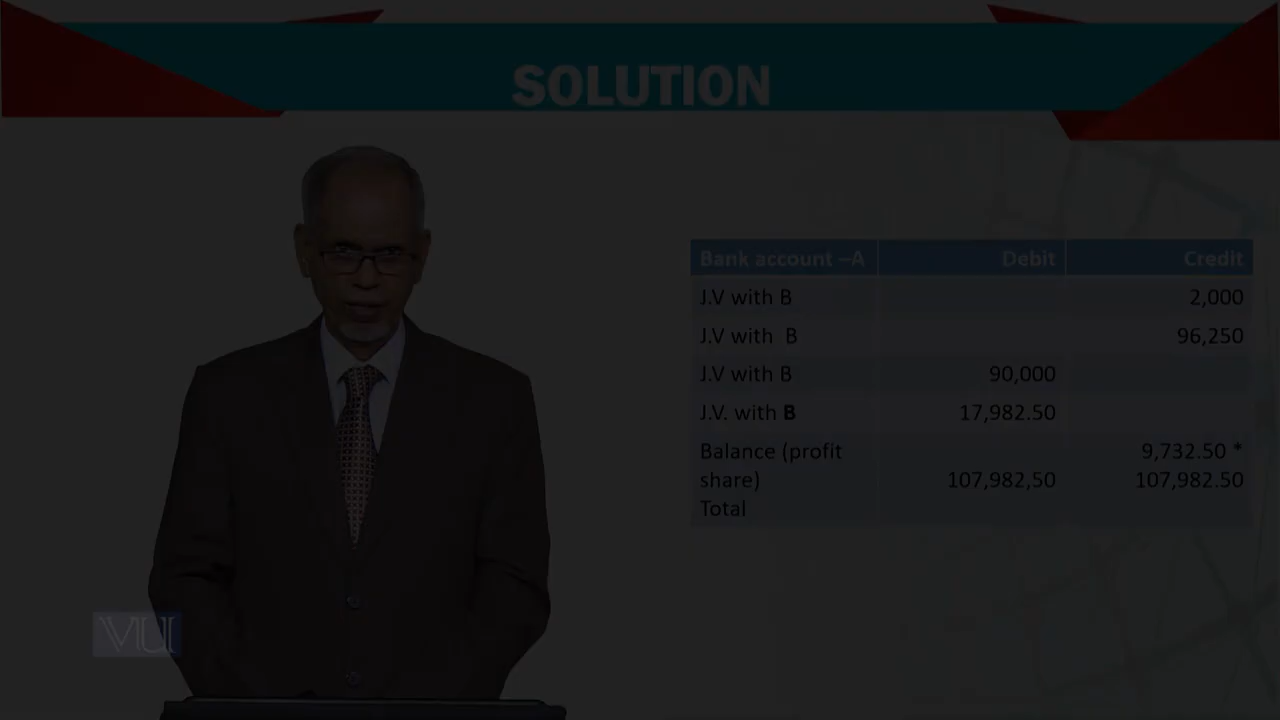 SOLUTION
Bank account –A Debit Credit
J.V with B 2,000
J.V with B 96,250
J.V with B 90,000
J.V. with B 17,982.50
Balance (profit 9,732.50 *
share) 107,982,50 107,982.50
Total
VU